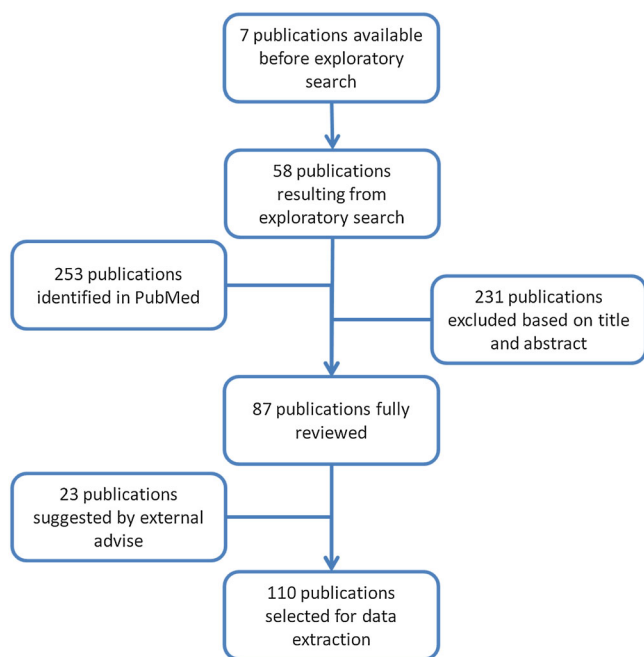 7 publications available
before exploratory
search
58 publications
resulting from
exploratory search
253 publications
identified in PubMed
231 publications
excluded based on title
and abstract
87 publications fully
reviewed
23 publications
suggested by external
advise
110 publications
selected for data
extraction